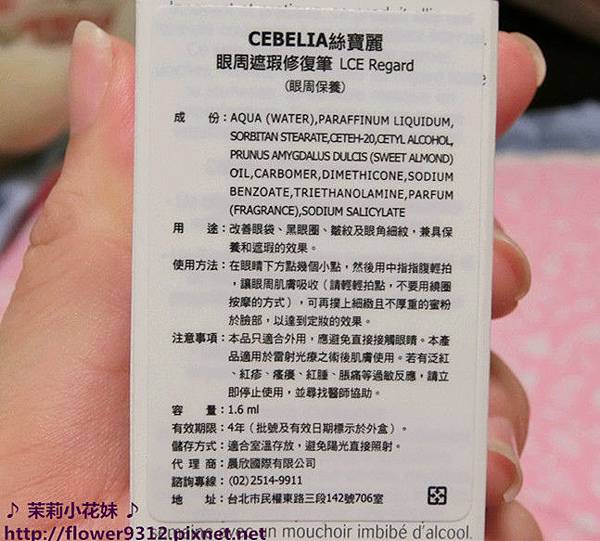 CEBELIA絲寶麗
眼周遮瑕修復筆 LCE Regard
(眼周保養)
成　份：AQUA (WATER),PARAFFINUM LIQUIDUM,
SORBITAN STEARATE,CETEH-20,CETYL ALCOHOL,
PRUNUS AMYGDALUS DULCIS (SWEET ALMOND)
OIL,CARBOMER,DIMETHICONE,SODIUM
BENZOATE,TRIETHANOLAMINE,PARFUM
(FRAGRANCE),SODIUM SALICYLATE
用　途：改善眼袋、黑眼圈、皺紋及眼角細紋，兼具保
養和遮瑕的效果。
使用方法：在眼睛下方點幾個小點，然後用中指指腹輕拍
，讓眼周肌膚吸收（請輕輕拍點，不要用繞圈
按摩的方式），可再撲上細緻且不厚重的蜜粉
於臉部，以達到定妝的效果。
注意事項：本品只適合外用，應避免直接接觸眼睛。本產
品適用於雷射光療之術後肌膚使用。若有泛紅
、紅疹、瘙癢、紅腫、脹痛等過敏反應，請立
即停止使用，並尋找醫師協助。
容　量：1.6 ml
有效期限：4年（批號及有效日期標示於外盒）。
儲存方式：適合室溫存放，避免陽光直接照射。
代 理 商：晨欣國際有限公司
諮詢專線：(02) 2514-9911
地　址：台北市民權東路三段142號706室
semaine avec un mouchoir imbibé d'alcool.
♪ 茉莉小花妹 ♪
http://flower9312.pixnet.net